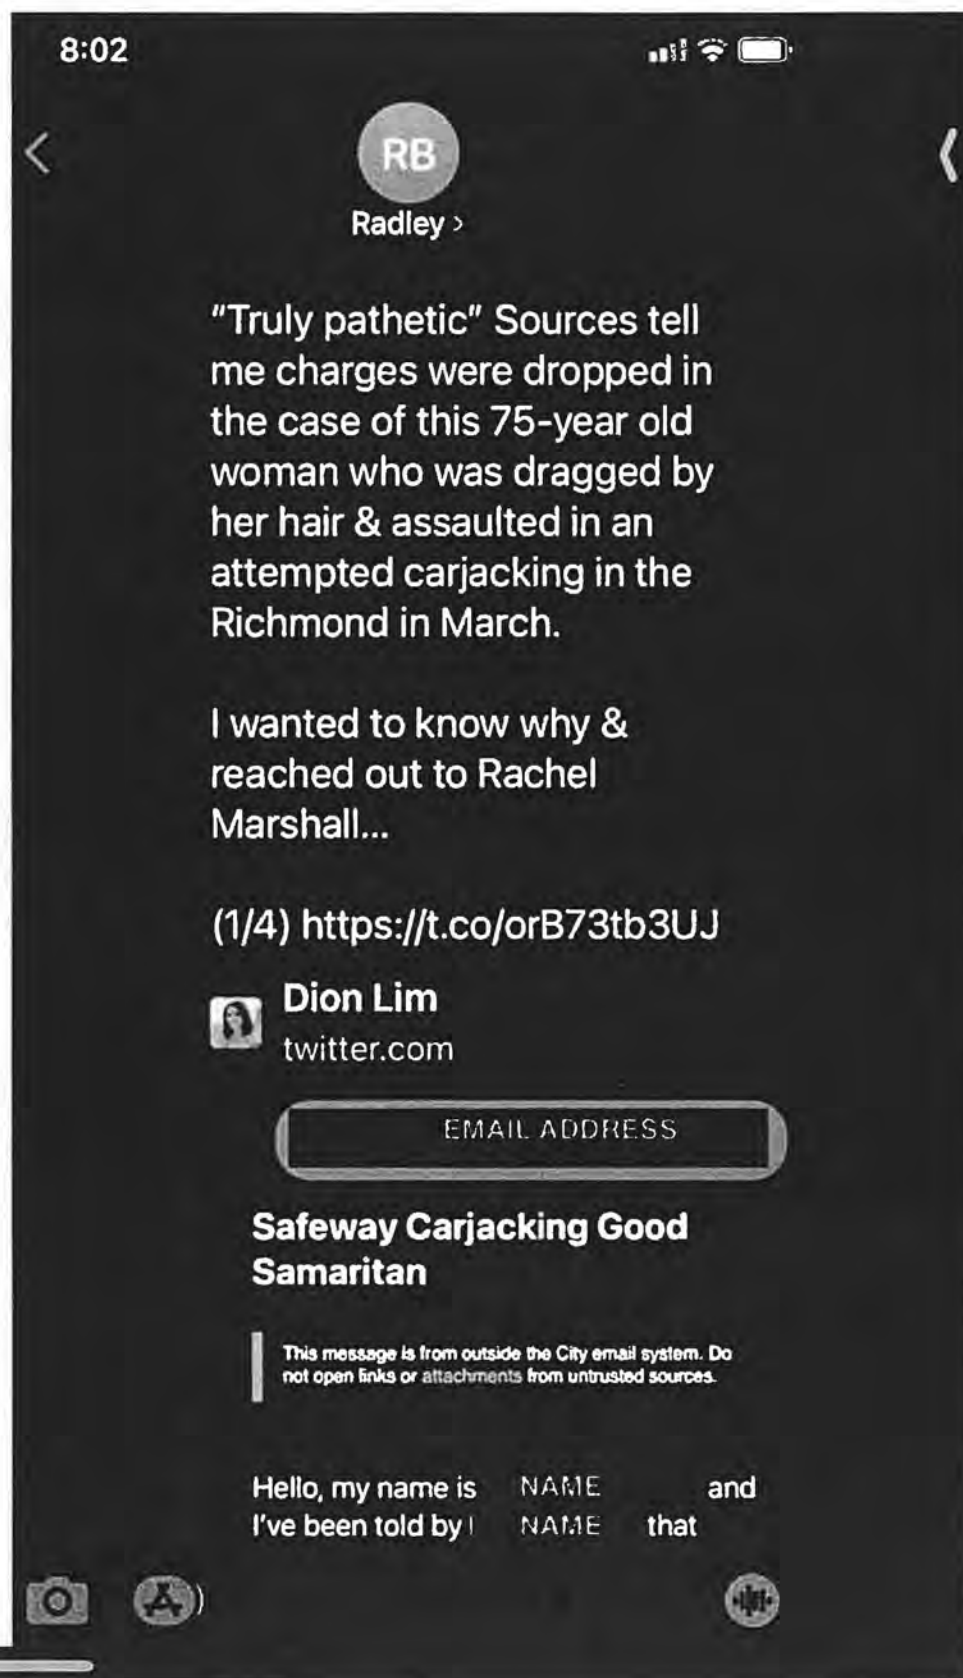 8:02
RB
Radley >
"Truly pathetic" Sources tell
me charges were dropped in
the case of this 75-year old
woman who was dragged by
her hair & assaulted in an
attempted carjacking in the
Richmond in March.
I wanted to know why &
reached out to Rachel
Marshall...
(1/4) https://t.co/orB73tb3UJ
Dion Lim
twitter.com
EMAIL ADDRESS
Safeway Carjacking Good
Samaritan
This message is from outside the City email system. Do
not open links or attachments from untrusted sources.
Hello, my name is NAME and
I've been told by NAME that